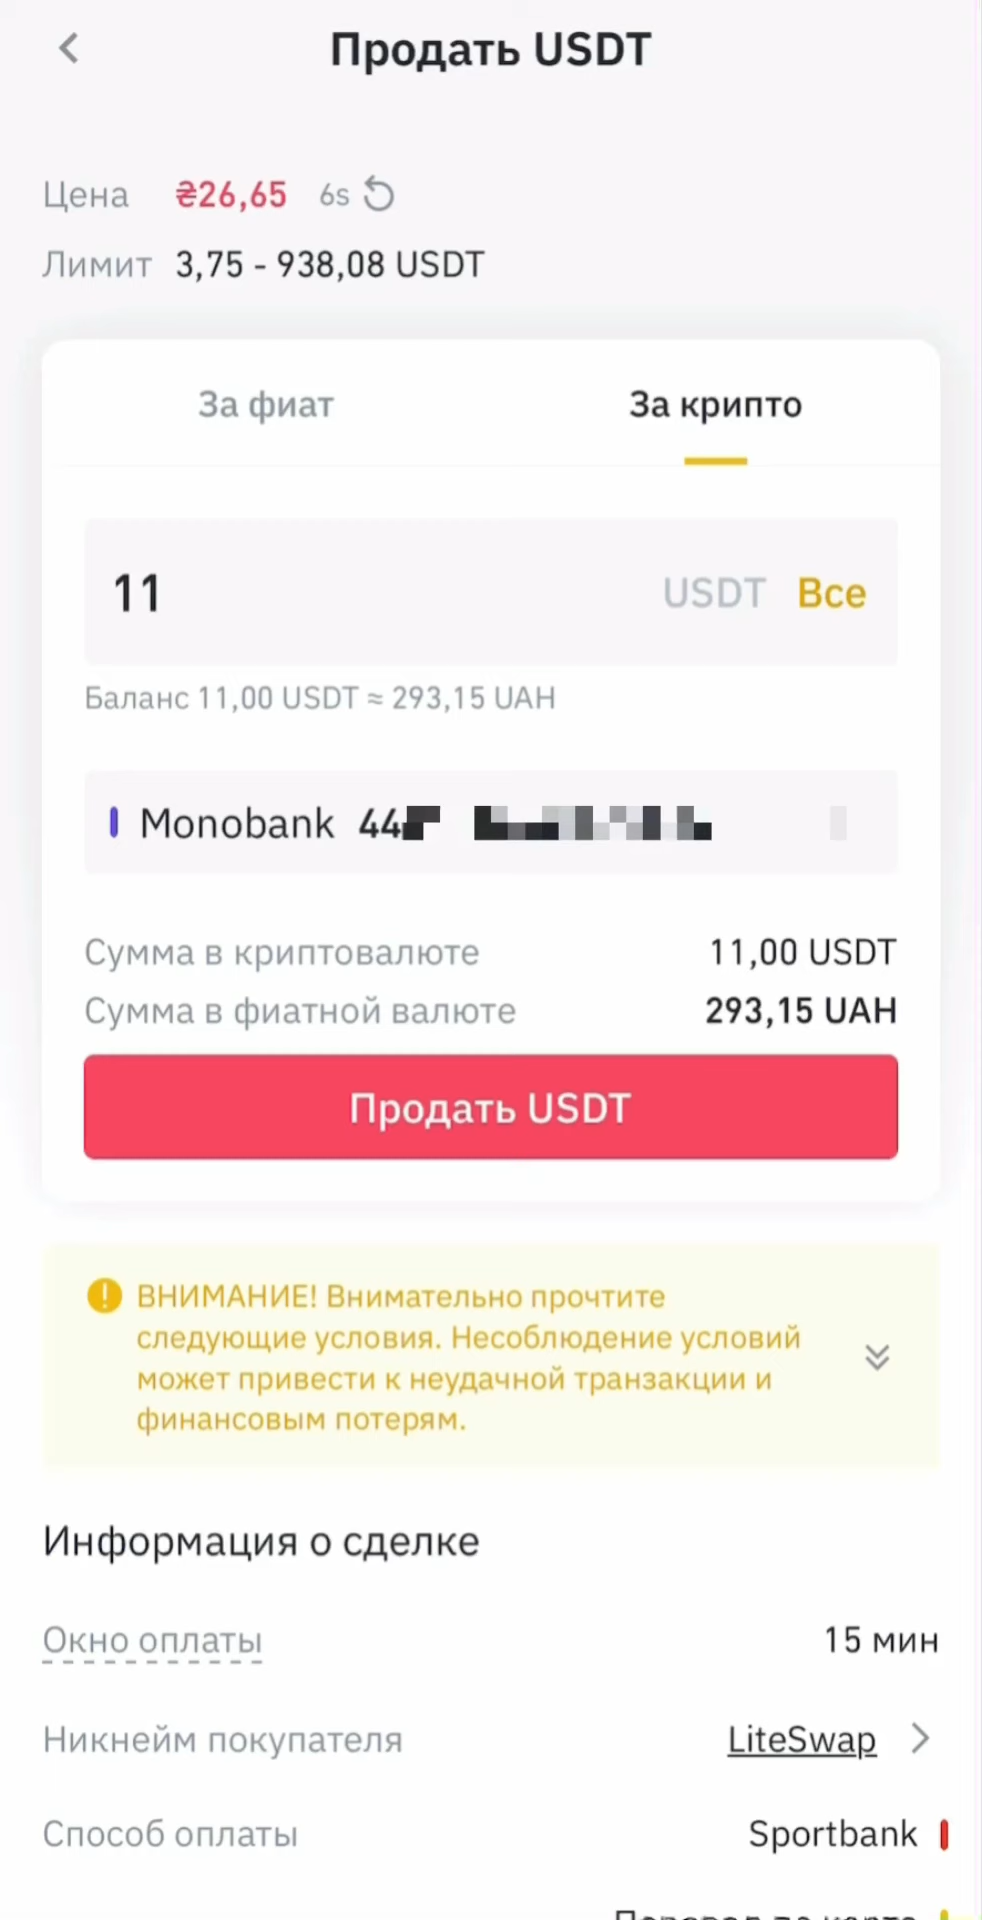 Продать USDT
Цена ₴26,65 6s
Лимит 3,75 - 938,08 USDT
За фиат За крипто
11 USDT Все
Баланс 11,00 USDT ≈ 293,15 UAH
Monobank 44
Сумма в криптовалюте 11,00 USDT
Сумма в фиатной валюте 293,15 UAH
Продать USDT
ВНИМАНИЕ! Внимательно прочтите
следующие условия. Несоблюдение условий
может привести к неудачной транзакции и
финансовым потерям.
Информация о сделке
Окно оплаты 15 мин
Никнейм покупателя LiteSwap
Способ оплаты Sportbank